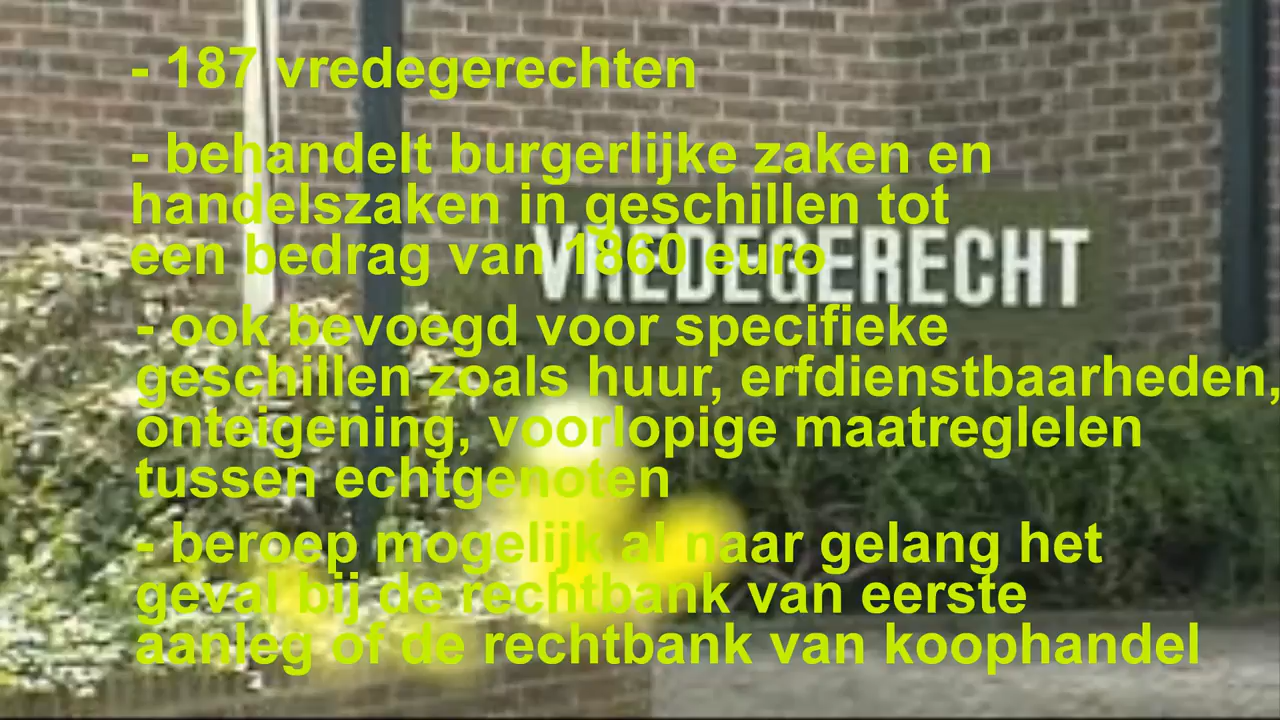 - 187 vredegerechten
- behandelt burgerlijke zaken en
handelszaken in geschillen tot
een bedrag van 1860 euro
VREDEGERECHT
- ook bevoegd voor specifieke
geschillen zoals huur, erfdienstbaarheden,
onteigening, voorlopige maatreglelen
tussen echtgenoten
- beroep mogelijk al naar gelang het
geval bij de rechtbank van eerste
aanleg of de rechtbank van koophandel